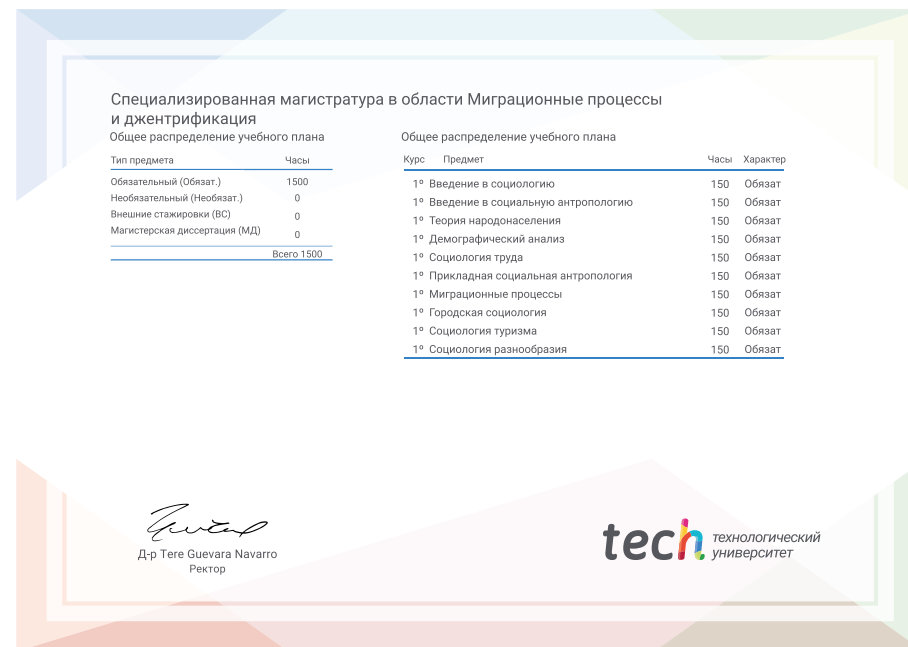 Специализированная магистратура в области Миграционные процессы
и джентрификация
Общее распределение учебного плана
Тип предмета Часы
Обязательный (Обязат.) 1500
Необязательный (Необязат.) 0
Внешние стажировки (ВС) 0
Магистерская диссертация (МД) 0
Всего 1500
Общее распределение учебного плана
Курс Предмет Часы Характер
1º Введение в социологию 150 Обязат
1º Введение в социальную антропологию 150 Обязат
1º Теория народонаселения 150 Обязат
1º Демографический анализ 150 Обязат
1º Социология труда 150 Обязат
1º Прикладная социальная антропология 150 Обязат
1º Миграционные процессы 150 Обязат
1º Городская социология 150 Обязат
1º Социология туризма 150 Обязат
1º Социология разнообразия 150 Обязат
Д-р Tere Guevara Navarro
Ректор
tech технологический
университет